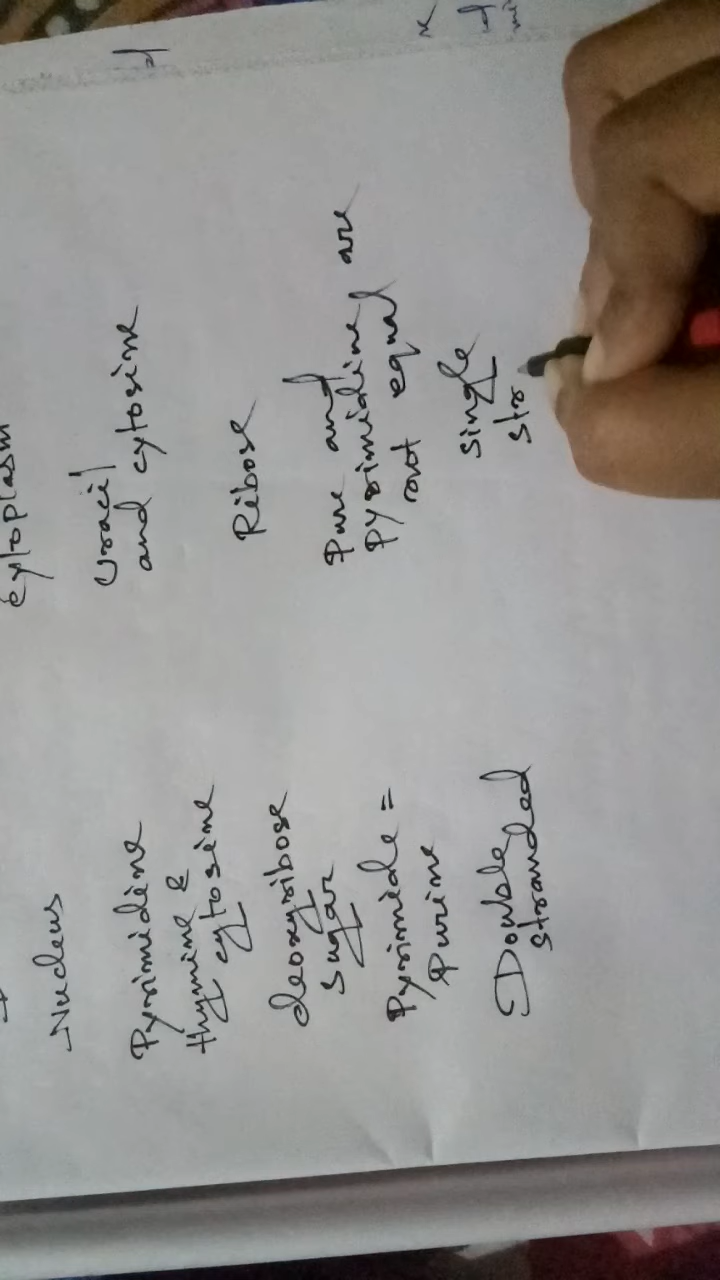 Nucleus
cytoplasm
Pyrimidine
thymine &
cytosine
Uracil
and cytosine
deoxyribose
sugar
Ribose
Pyrimide =
Purine
Pure and
Pyrimidine are
not equal
Double
stranded
Single
str